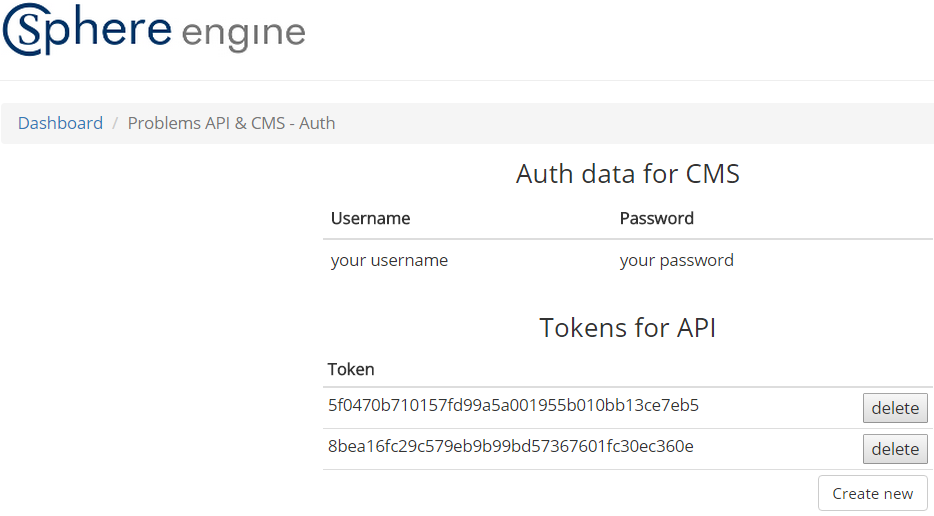 Sphere engine
Dashboard / Problems API & CMS - Auth
Auth data for CMS
Username Password
your username your password
Tokens for API
Token
5f0470b710157fd99a5a001955b010bb13ce7eb5 delete
8bea16fc29c579eb9b99bd57367601fc30ec360e delete
Create new